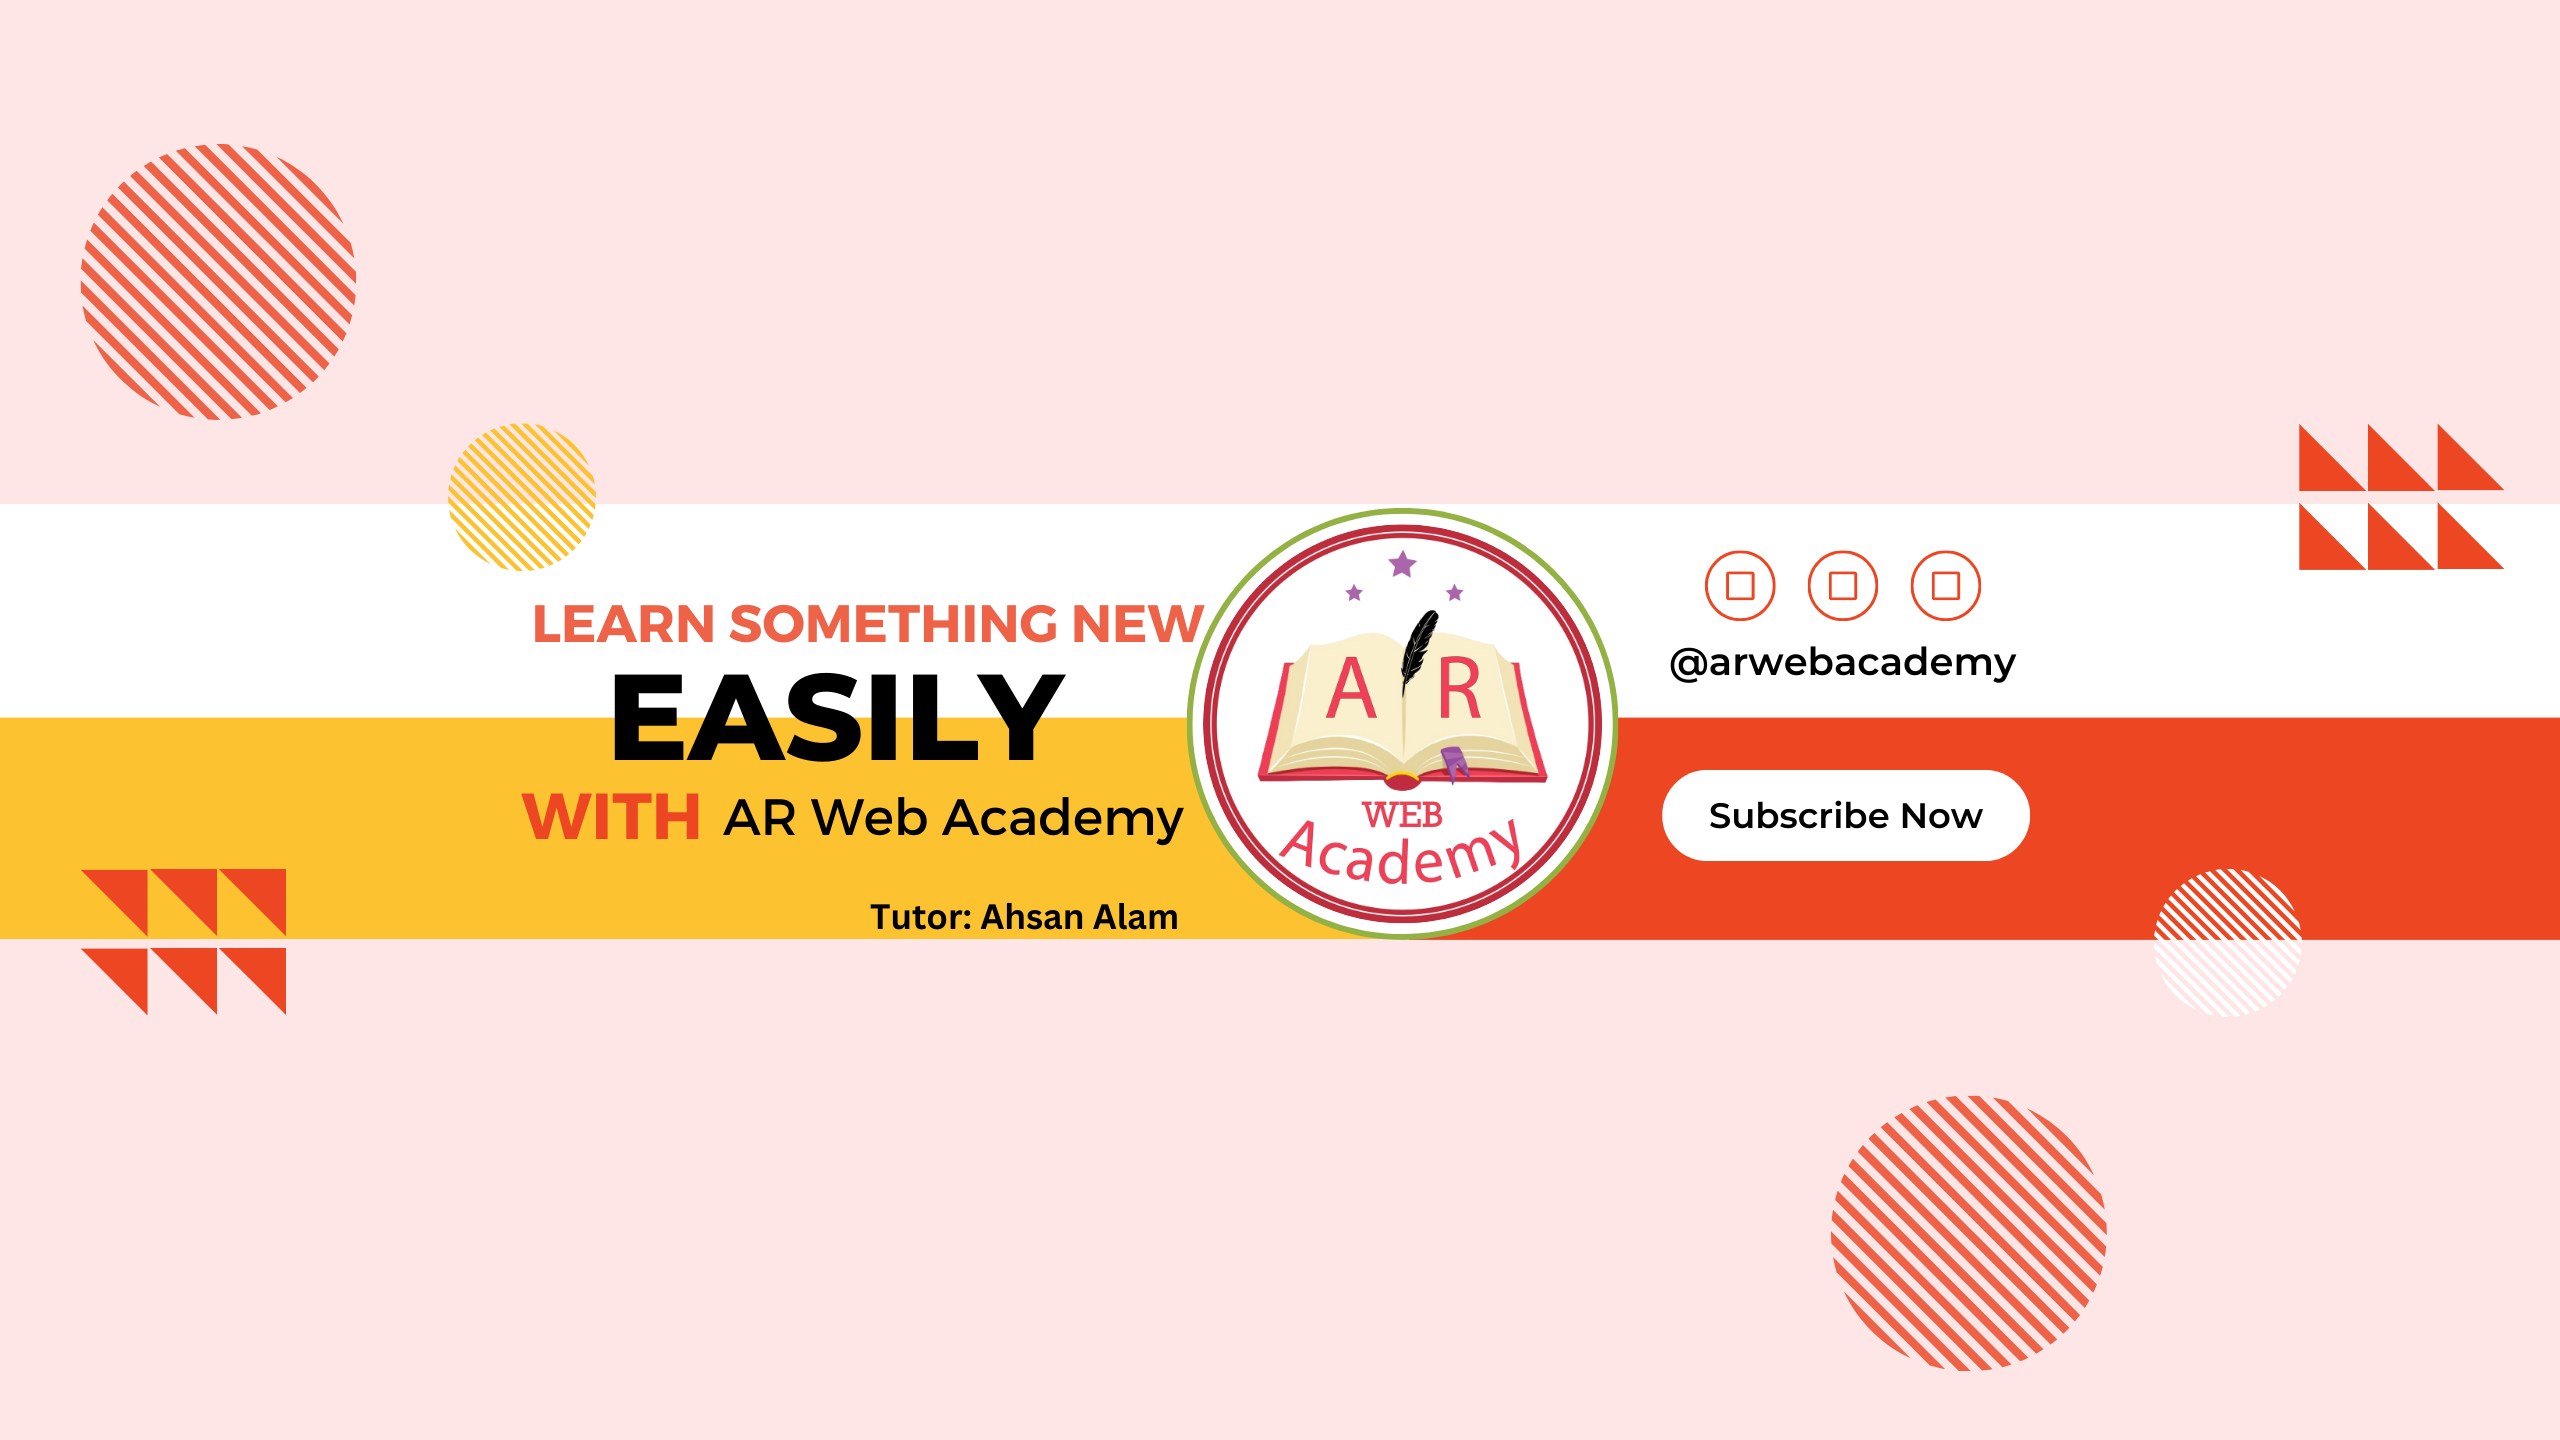 LEARN SOMETHING NEW
EASILY
WITH AR Web Academy
Tutor: Ahsan Alam
A R
WEB
Academy
@arwebacademy
Subscribe Now